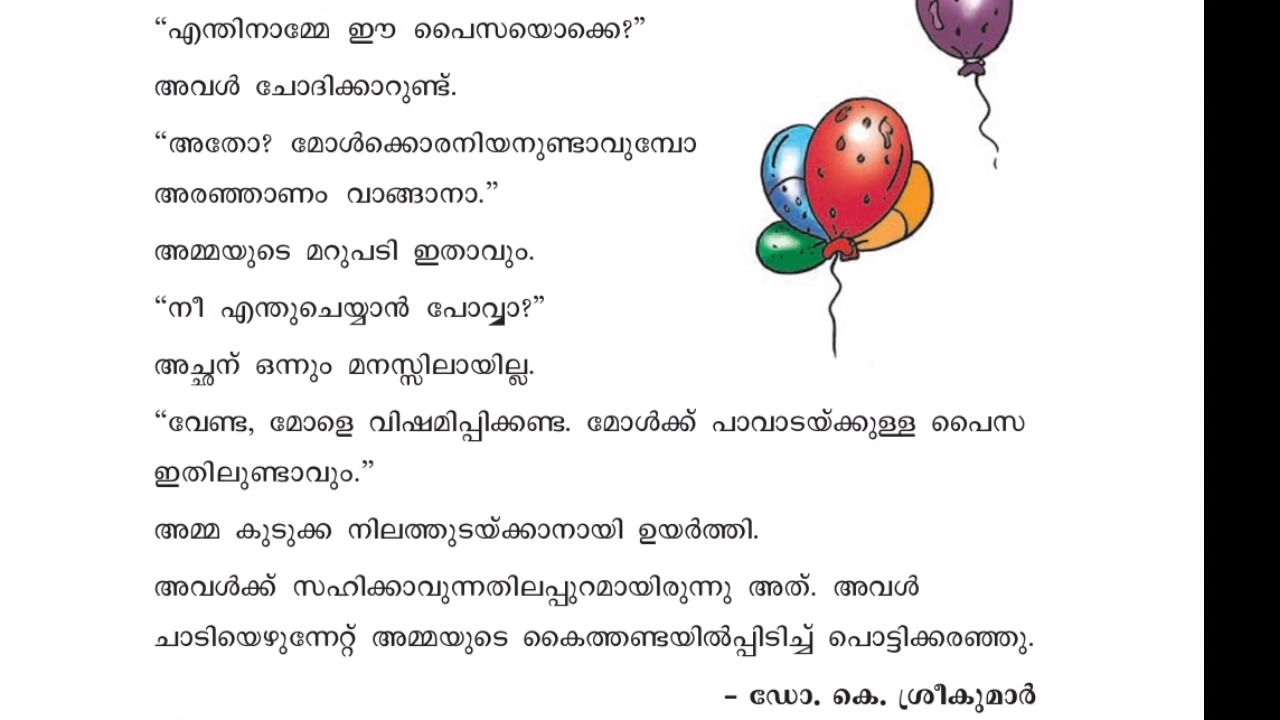 “എന്തിനാമ്മേ ഈ പൈസയൊക്കെ?”
അവൾ ചോദിക്കാറുണ്ട്.
“അതോ? മോൾക്കൊരനിയനുണ്ടാവുമ്പോ
അരഞ്ഞാണം വാങ്ങാനാ.”
അമ്മയുടെ മറുപടി ഇതാവും.
“നീ എന്തുചെയ്യാൻ പോവ്വാ?”
അച്ഛന് ഒന്നും മനസ്സിലായില്ല.
“വേണ്ട, മോളെ വിഷമിപ്പിക്കണ്ട. മോൾക്ക് പാവാടയ്ക്കുള്ള പൈസ
ഇതിലുണ്ടാവും.”
അമ്മ കുടുക്ക നിലത്തുടയ്ക്കാനായി ഉയർത്തി.
അവൾക്ക് സഹിക്കാവുന്നതിലപ്പുറമായിരുന്നു അത്. അവൾ
ചാടിയെഴുന്നേറ്റ് അമ്മയുടെ കൈത്തണ്ടയിൽപ്പിടിച്ച് പൊട്ടിക്കരഞ്ഞു.
– ഡോ. കെ. ശ്രീകുമാർ